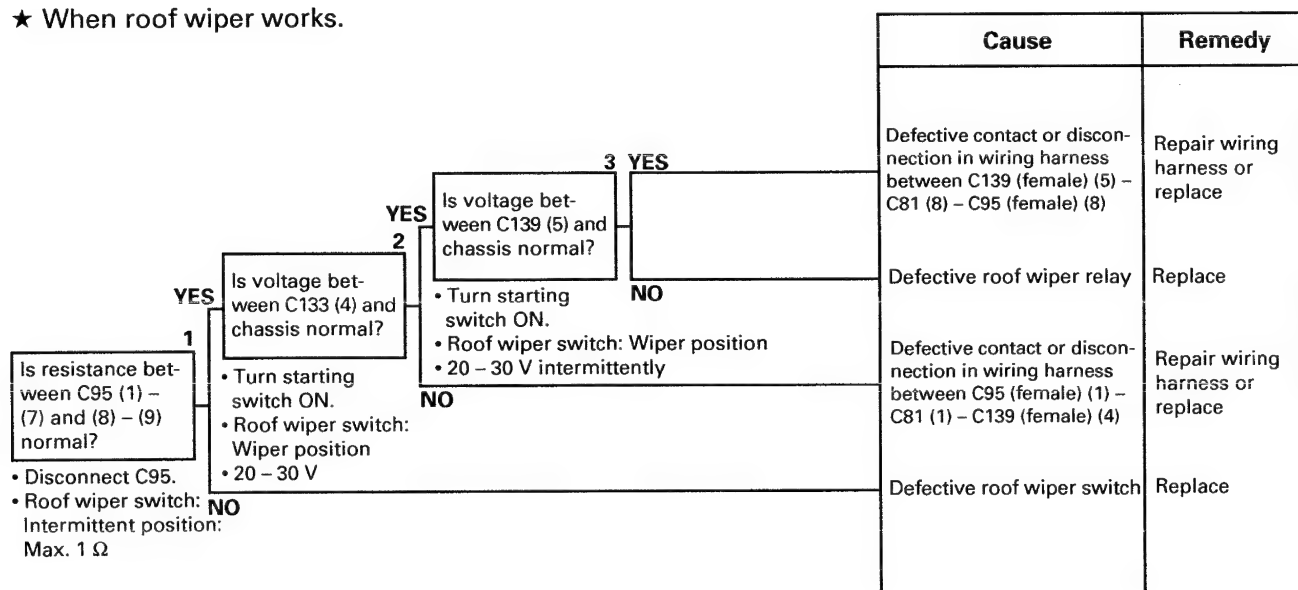 ★ When roof wiper works.
Cause
Remedy
1
Is resistance bet-
ween C95 (1) –
(7) and (8) – (9)
normal?
• Disconnect C95.
• Roof wiper switch:
Intermittent position:
Max. 1 Ω
YES
NO
2
Is voltage bet-
ween C133 (4) and
chassis normal?
• Turn starting
switch ON.
• Roof wiper switch:
Wiper position
• 20 – 30 V
YES
NO
3
Is voltage bet-
ween C139 (5) and
chassis normal?
• Turn starting
switch ON.
• Roof wiper switch: Wiper position
• 20 – 30 V intermittently
YES
NO
Defective contact or discon-
nection in wiring harness
between C139 (female) (5) –
C81 (8) – C95 (female) (8)
Repair wiring
harness or
replace
Defective roof wiper relay
Replace
Defective contact or discon-
nection in wiring harness
between C95 (female) (1) –
C81 (1) – C139 (female) (4)
Repair wiring
harness or
replace
Defective roof wiper switch
Replace